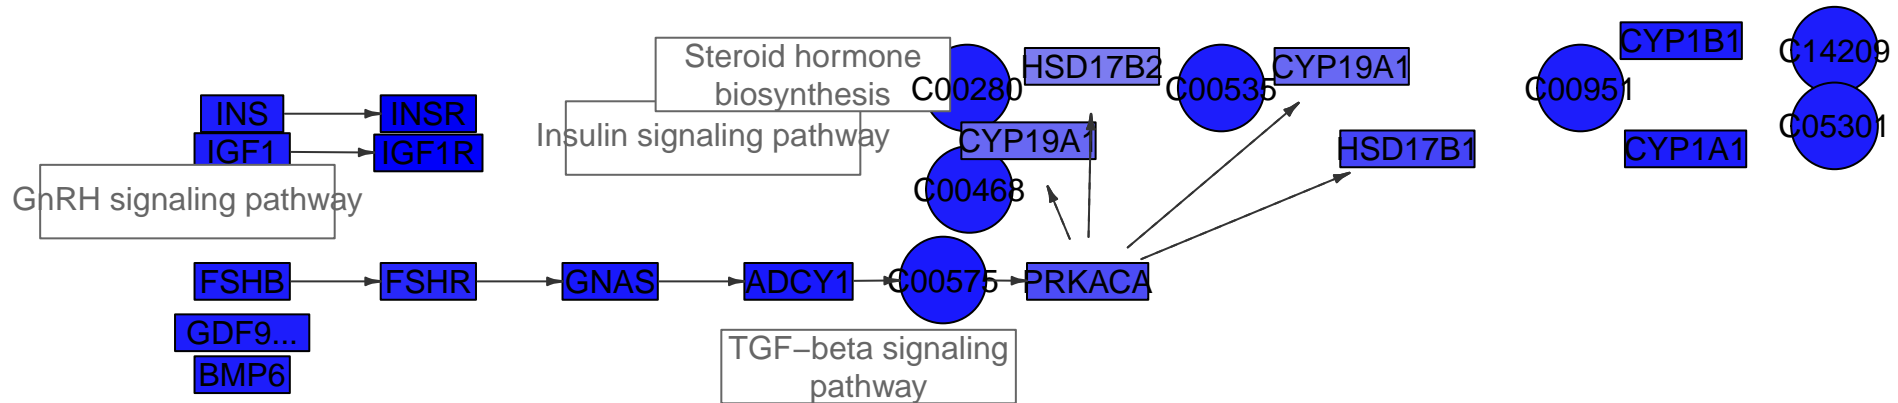 Steroid hormone
biosynthesis
C00280
HSD17B2
C00535
CYP19A1
C00951
CYP1B1
C14209
INS
INSR
Insulin signaling pathway
CYP19A1
HSD17B1
CYP1A1
C05301
IGF1
IGF1R
GnRH signaling pathway
C00468
FSHB
FSHR
GNAS
ADCY1
C00575
PRKACA
GDF9...
BMP6
TGF−beta signaling
pathway